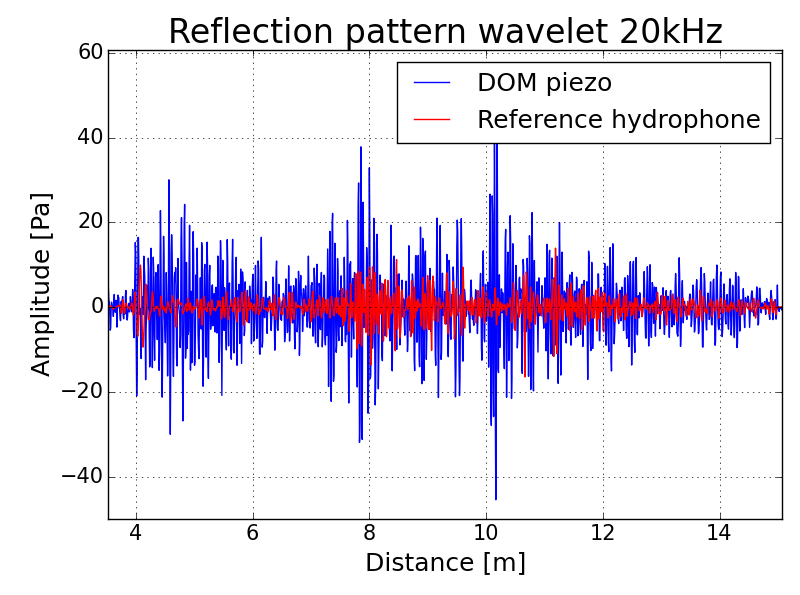 Reflection pattern wavelet 20kHz
DOM piezo
Reference hydrophone
Amplitude [Pa]
60
40
20
0
−20
−40
4 6 8 10 12 14
Distance [m]